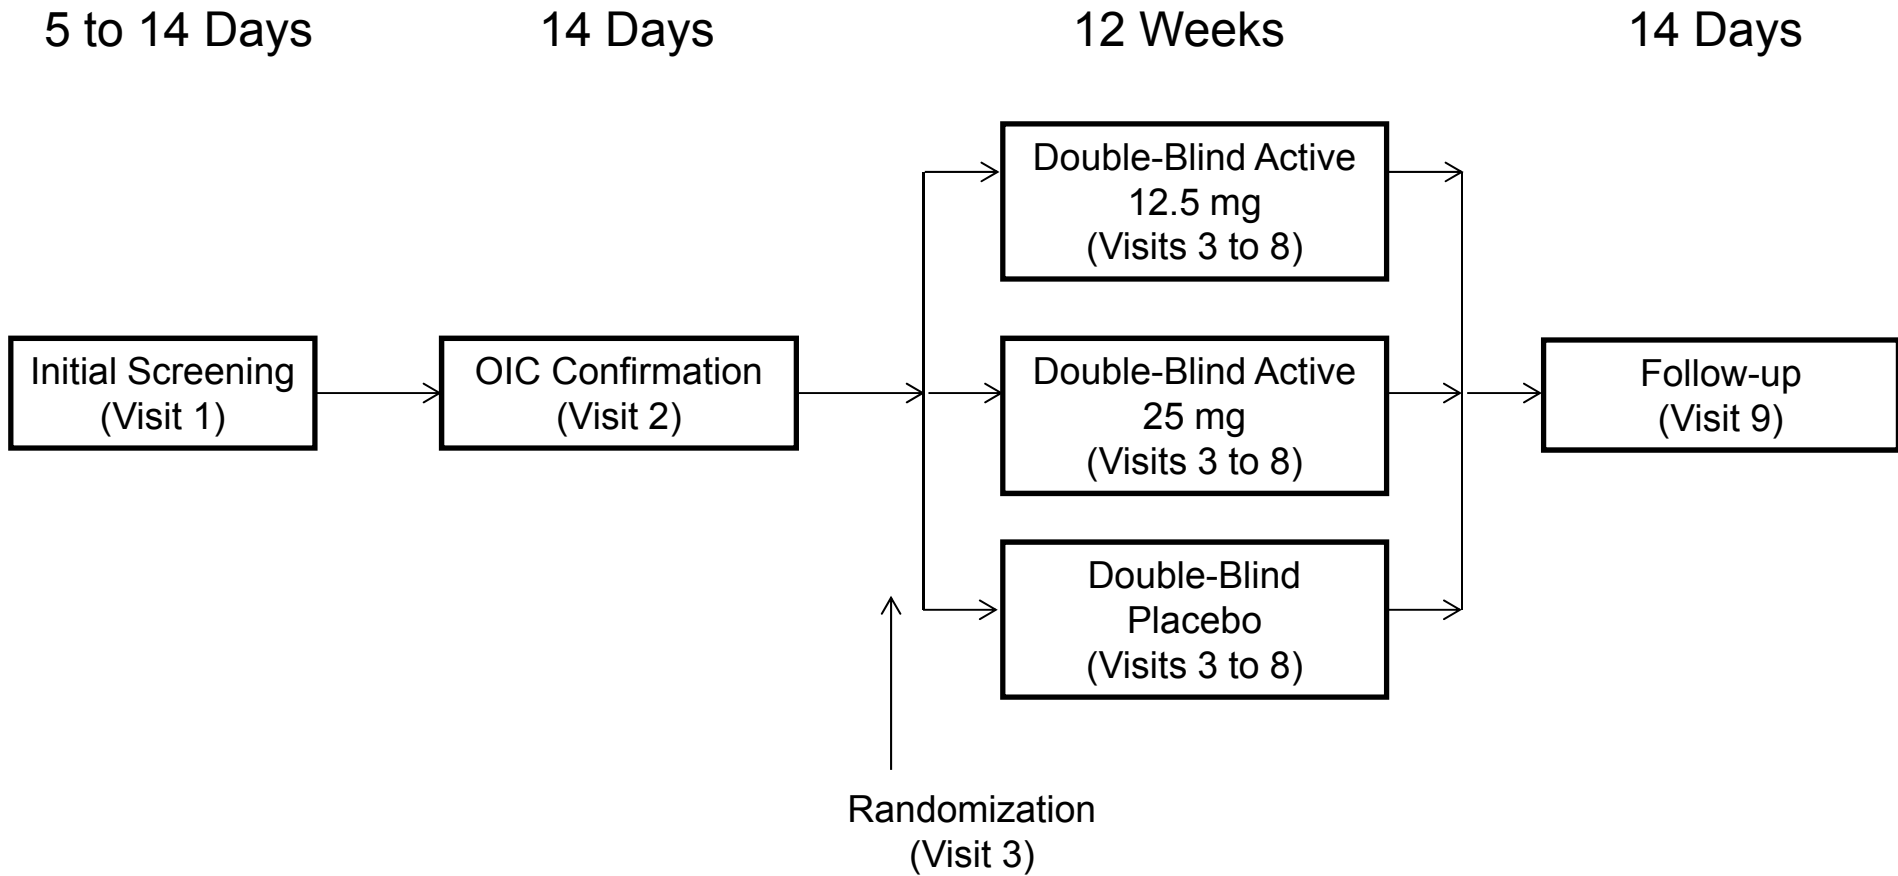 5 to 14 Days
14 Days
12 Weeks
14 Days
Initial Screening
(Visit 1)
OIC Confirmation
(Visit 2)
Double-Blind Active
12.5 mg
(Visits 3 to 8)
Double-Blind Active
25 mg
(Visits 3 to 8)
Double-Blind
Placebo
(Visits 3 to 8)
Follow-up
(Visit 9)
Randomization
(Visit 3)